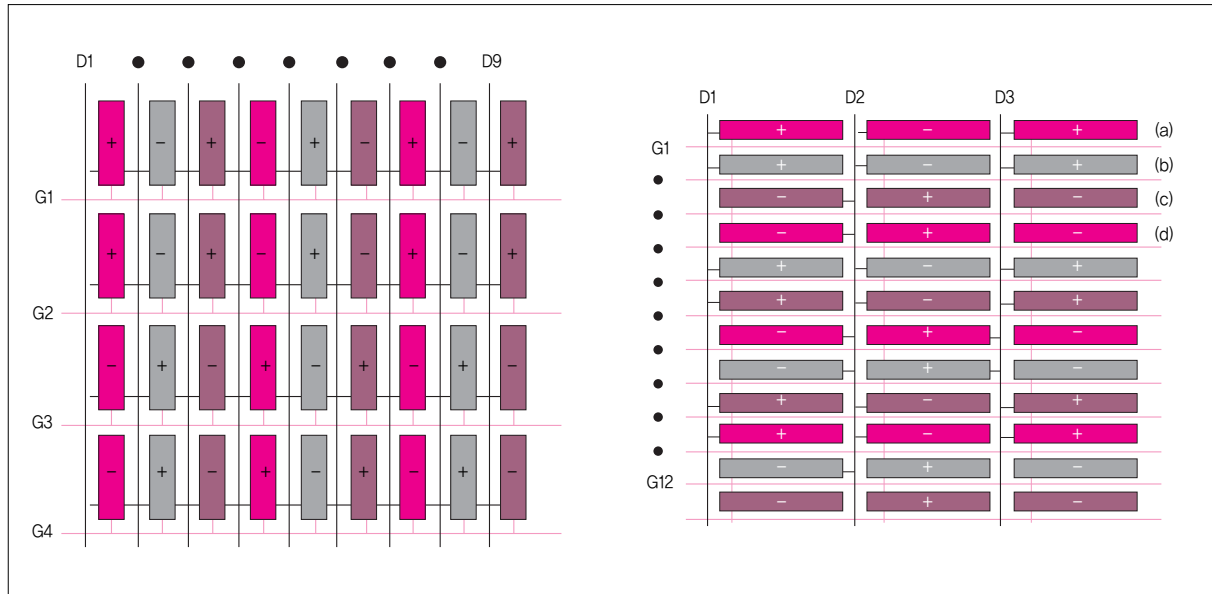 D1 ● ● ● ● ● ● ● D9
+ − + − + − + − +
G1
+ − + − + − + − +
G2
− + − + − + − + −
G3
− + − + − + − + −
G4
D1 D2 D3
+ − + (a)
G1
+ − + (b)
− + − (c)
− + − (d)
+ − +
+ − +
− + −
− + −
+ − +
+ − +
− + −
G12
− + −